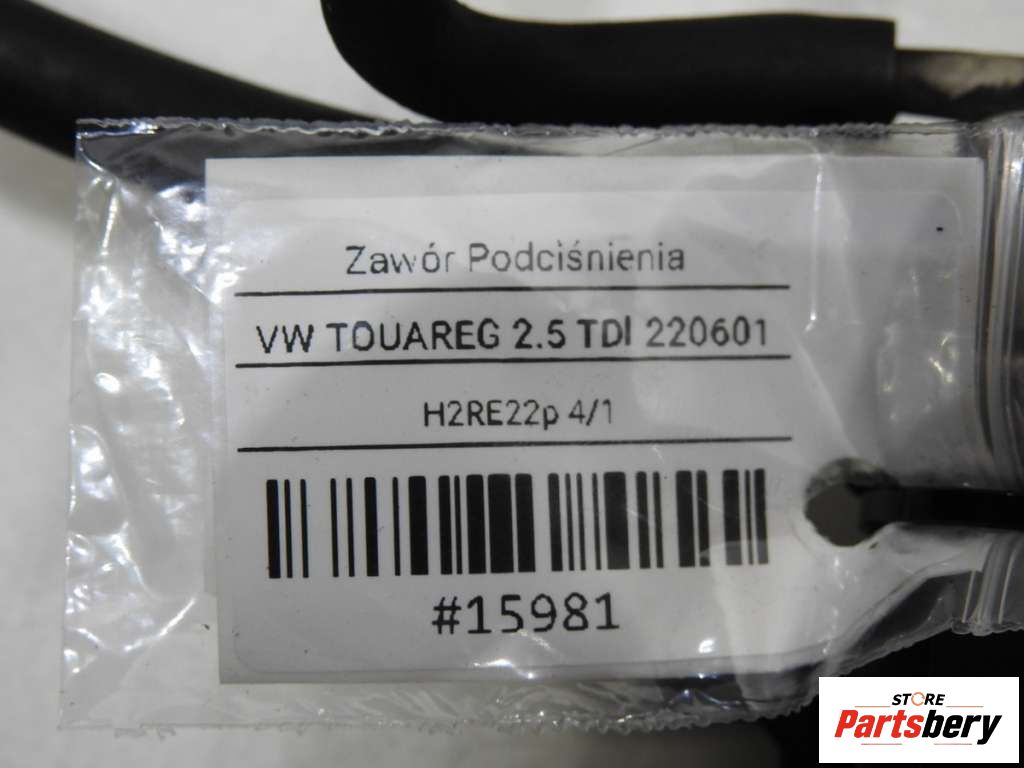 Zawór Podciśnienia
VW TOUAREG 2.5 TDI 220601
H2RE22p 4/1
#15981
STORE
Partsbery